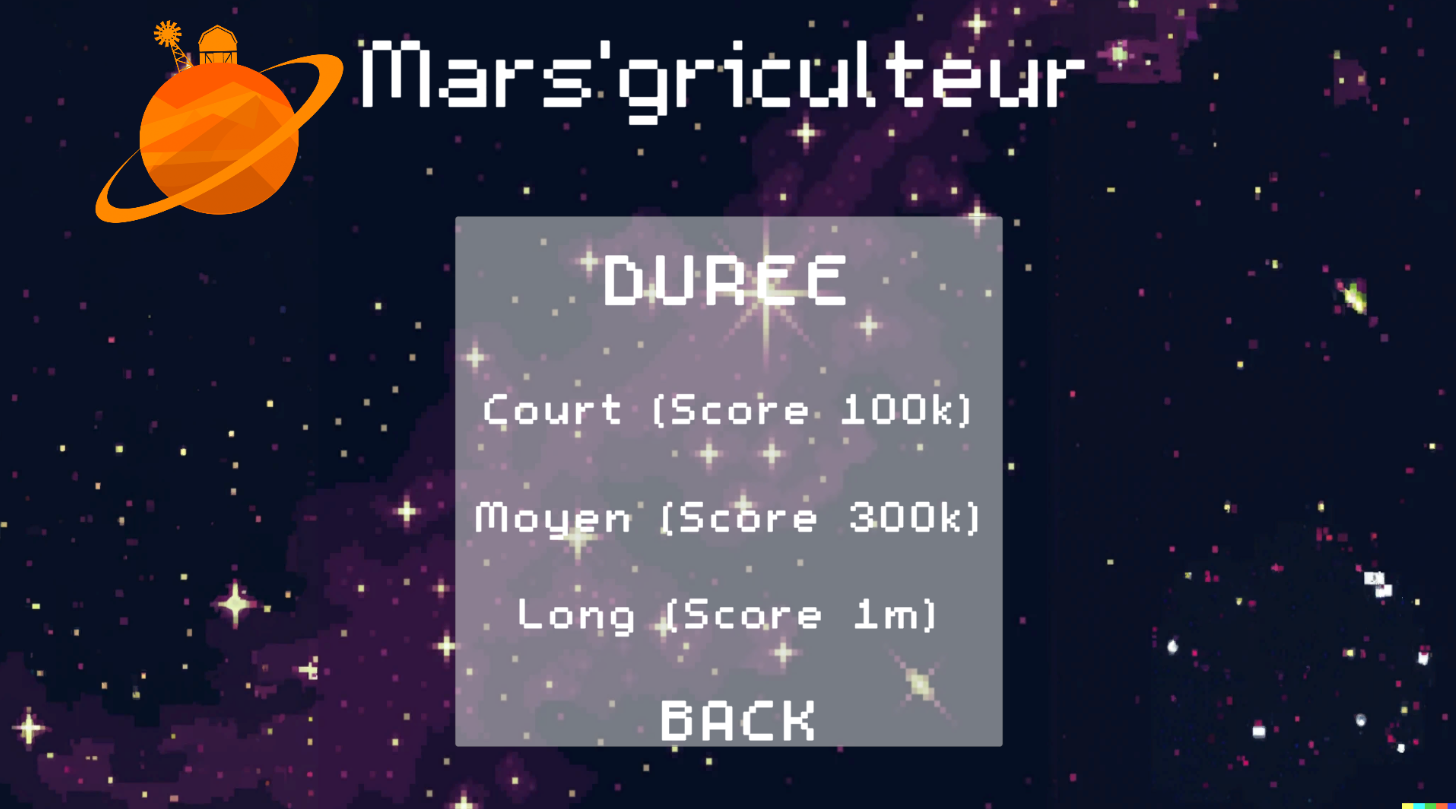 Mars'griculteur
DUREE
Court (Score 100k)
Moyen (Score 300k)
Long (Score 1m)
BACK